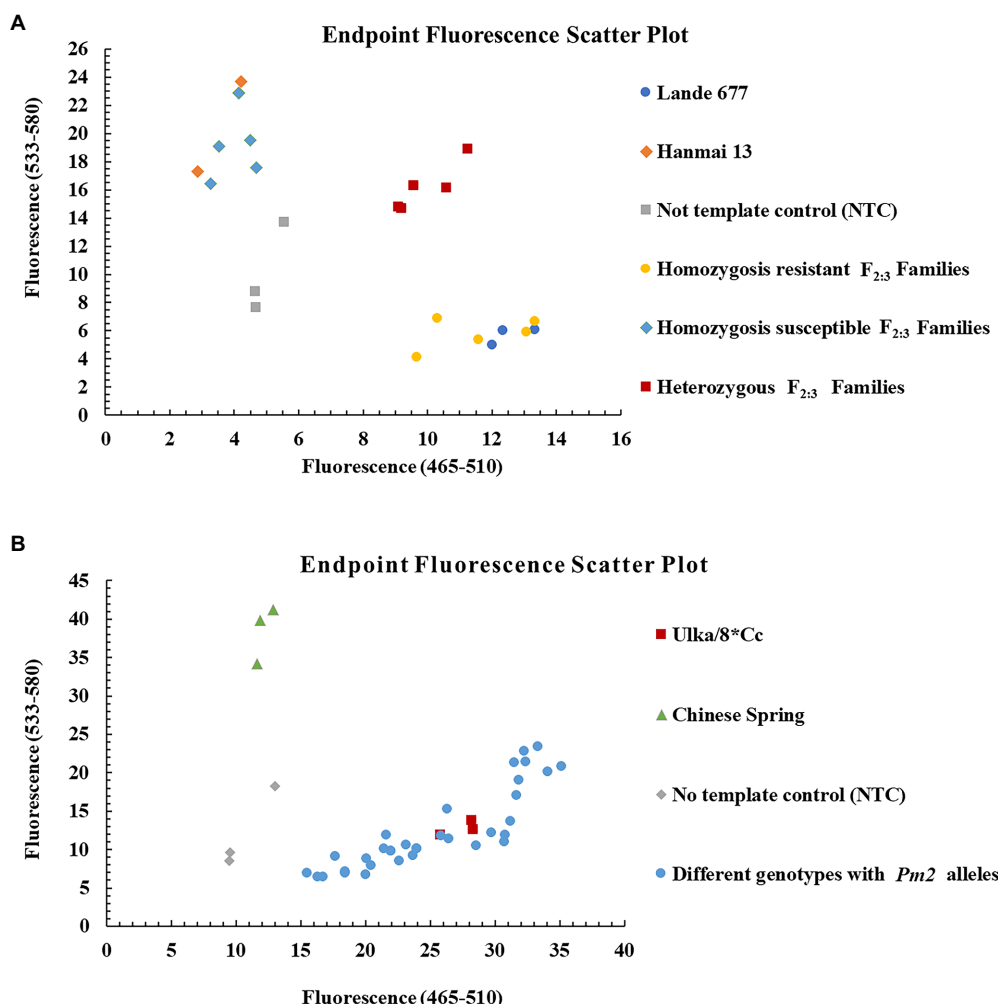 A
Endpoint Fluorescence Scatter Plot
Fluorescence (533-580)
26
24
22
20
18
16
14
12
10
8
6
4
2
0
0 2 4 6 8 10 12 14 16
Fluorescence (465-510)
Lande 677
Hanmai 13
Not template control (NTC)
Homozygosis resistant F2:3 Families
Homozygosis susceptible F2:3 Families
Heterozygous F2:3 Families
B
Endpoint Fluorescence Scatter Plot
Fluorescence (533-580)
45
40
35
30
25
20
15
10
5
0
0 5 10 15 20 25 30 35 40
Fluorescence (465-510)
Ulka/8*Cc
Chinese Spring
No template control (NTC)
Different genotypes with Pm2 alleles